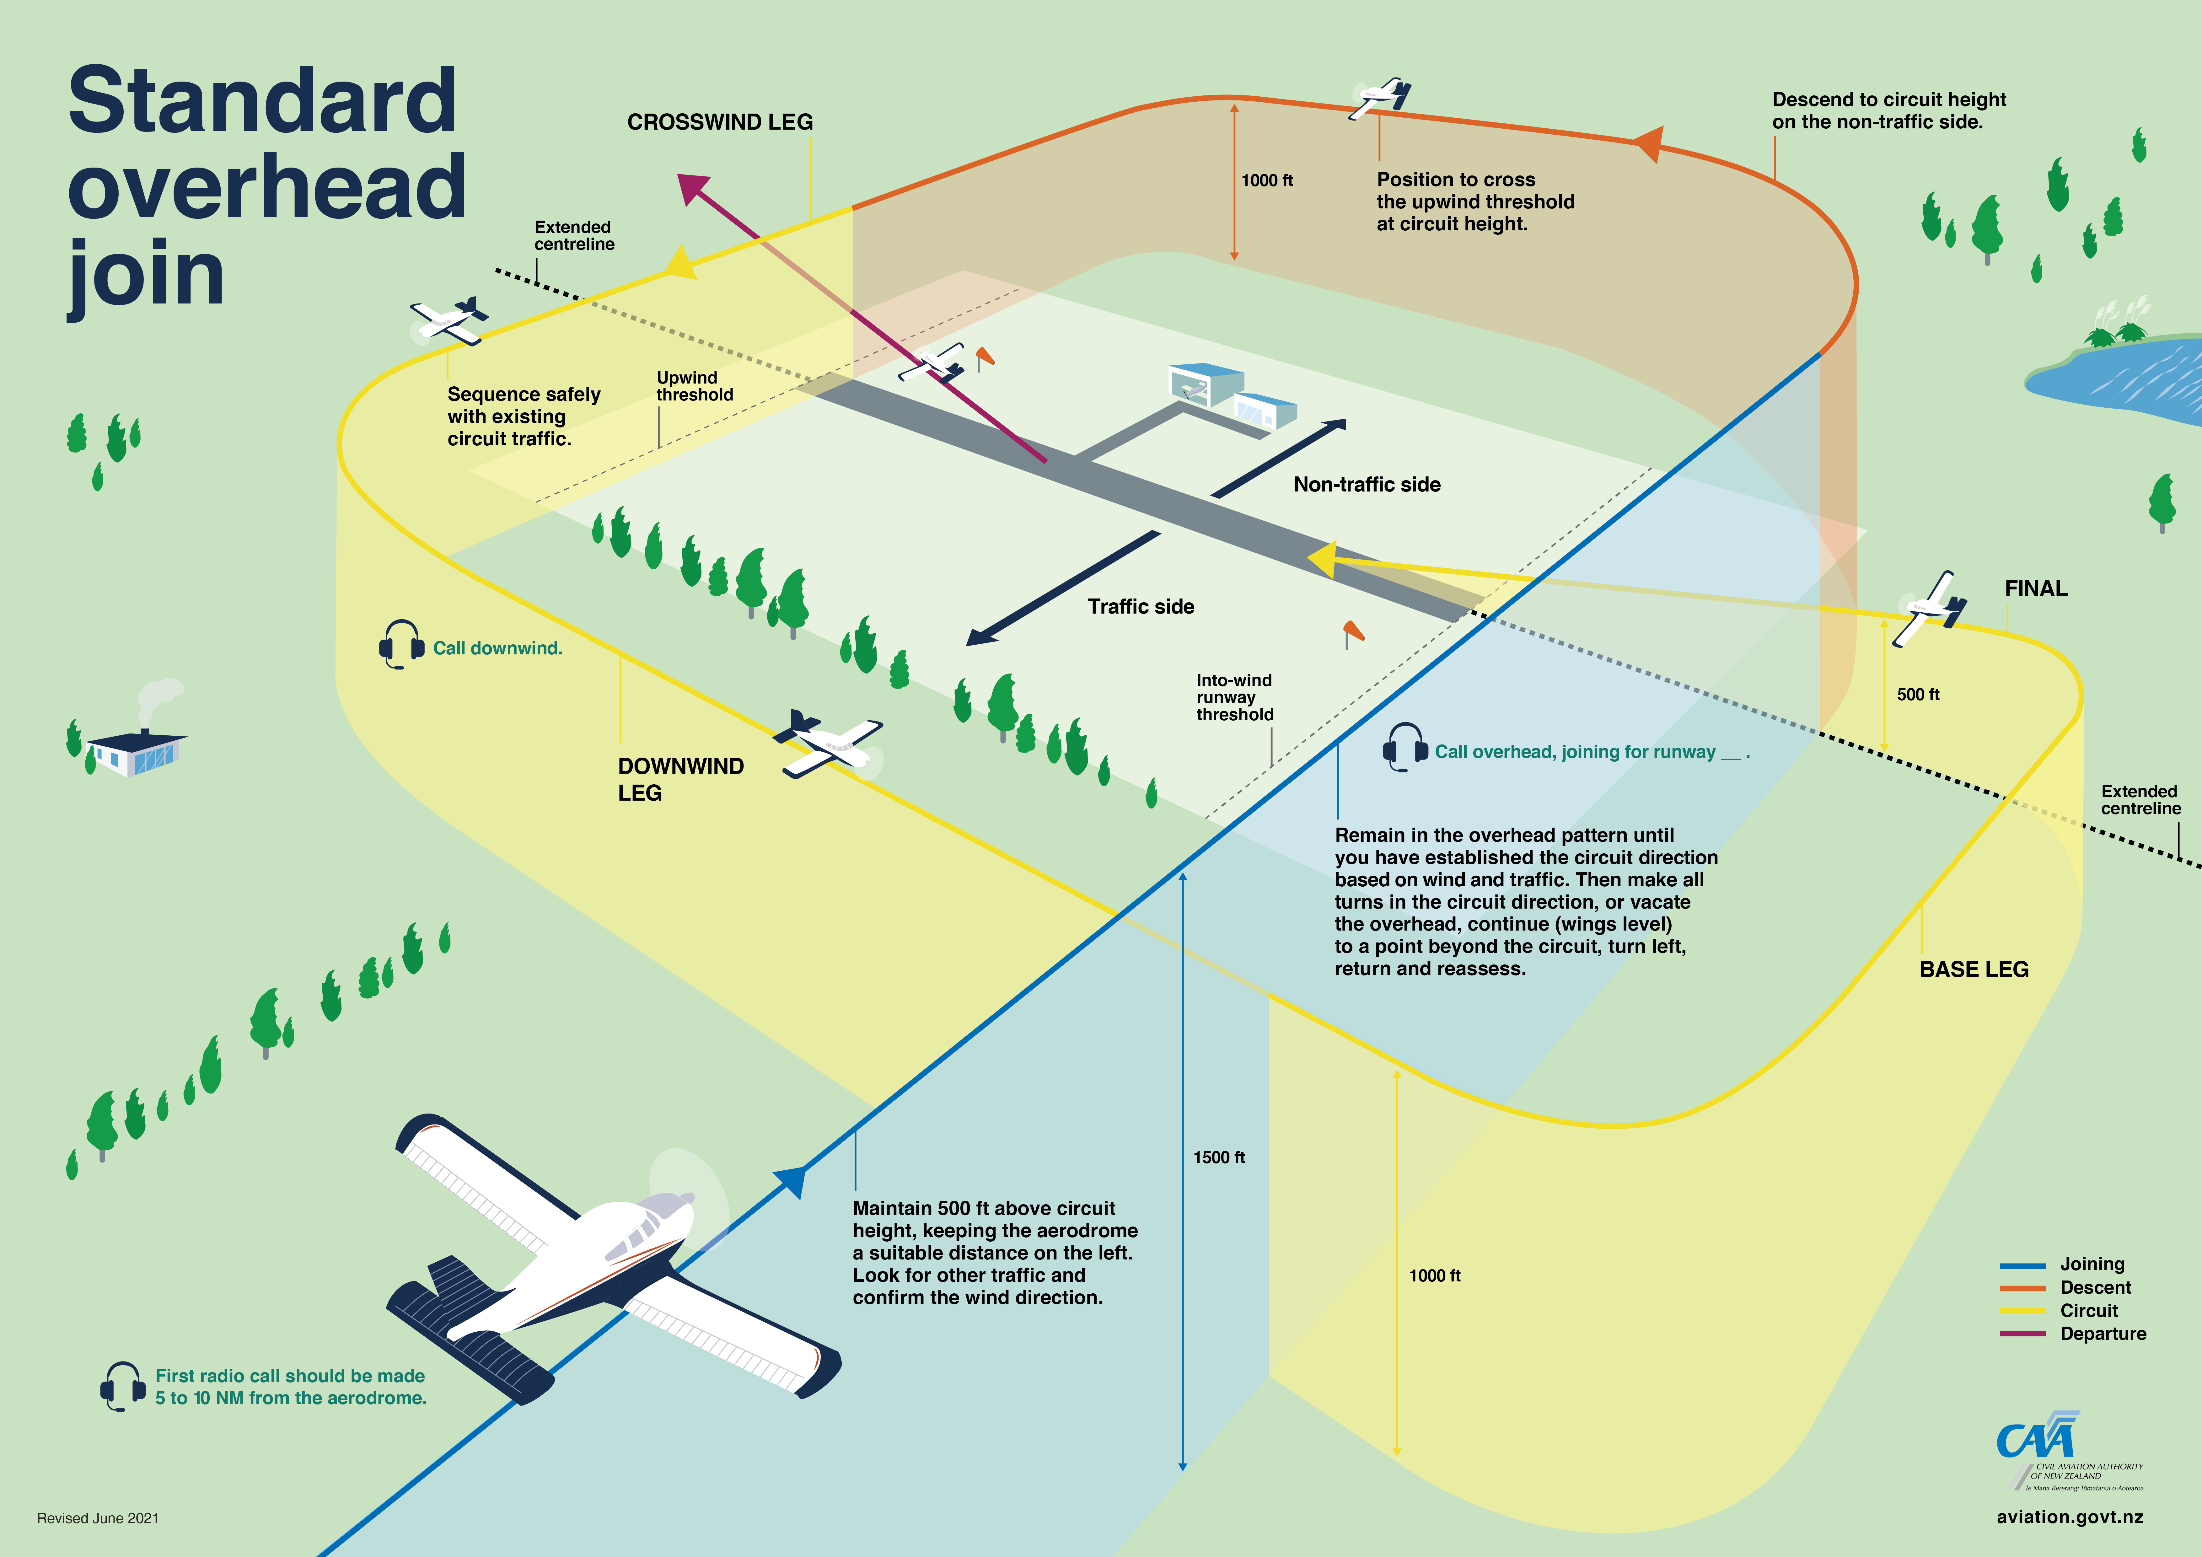 Standard
overhead
join
CROSSWIND LEG
Extended
centreline
Descend to circuit height
on the non-traffic side.
1000 ft
Position to cross
the upwind threshold
at circuit height.
Sequence safely
with existing
circuit traffic.
Upwind
threshold
Non-traffic side
Traffic side
FINAL
500 ft
Call downwind.
DOWNWIND
LEG
Into-wind
runway
threshold
Call overhead, joining for runway __ .
Extended
centreline
Remain in the overhead pattern until
you have established the circuit direction
based on wind and traffic. Then make all
turns in the circuit direction, or vacate
the overhead, continue (wings level)
to a point beyond the circuit, turn left,
return and reassess.
BASE LEG
1500 ft
Maintain 500 ft above circuit
height, keeping the aerodrome
a suitable distance on the left.
Look for other traffic and
confirm the wind direction.
1000 ft
First radio call should be made
5 to 10 NM from the aerodrome.
Joining
Descent
Circuit
Departure
CAA
CIVIL AVIATION AUTHORITY
OF NEW ZEALAND
Te Mana Rererangi Tūmatanui o Aotearoa
Revised June 2021
aviation.govt.nz